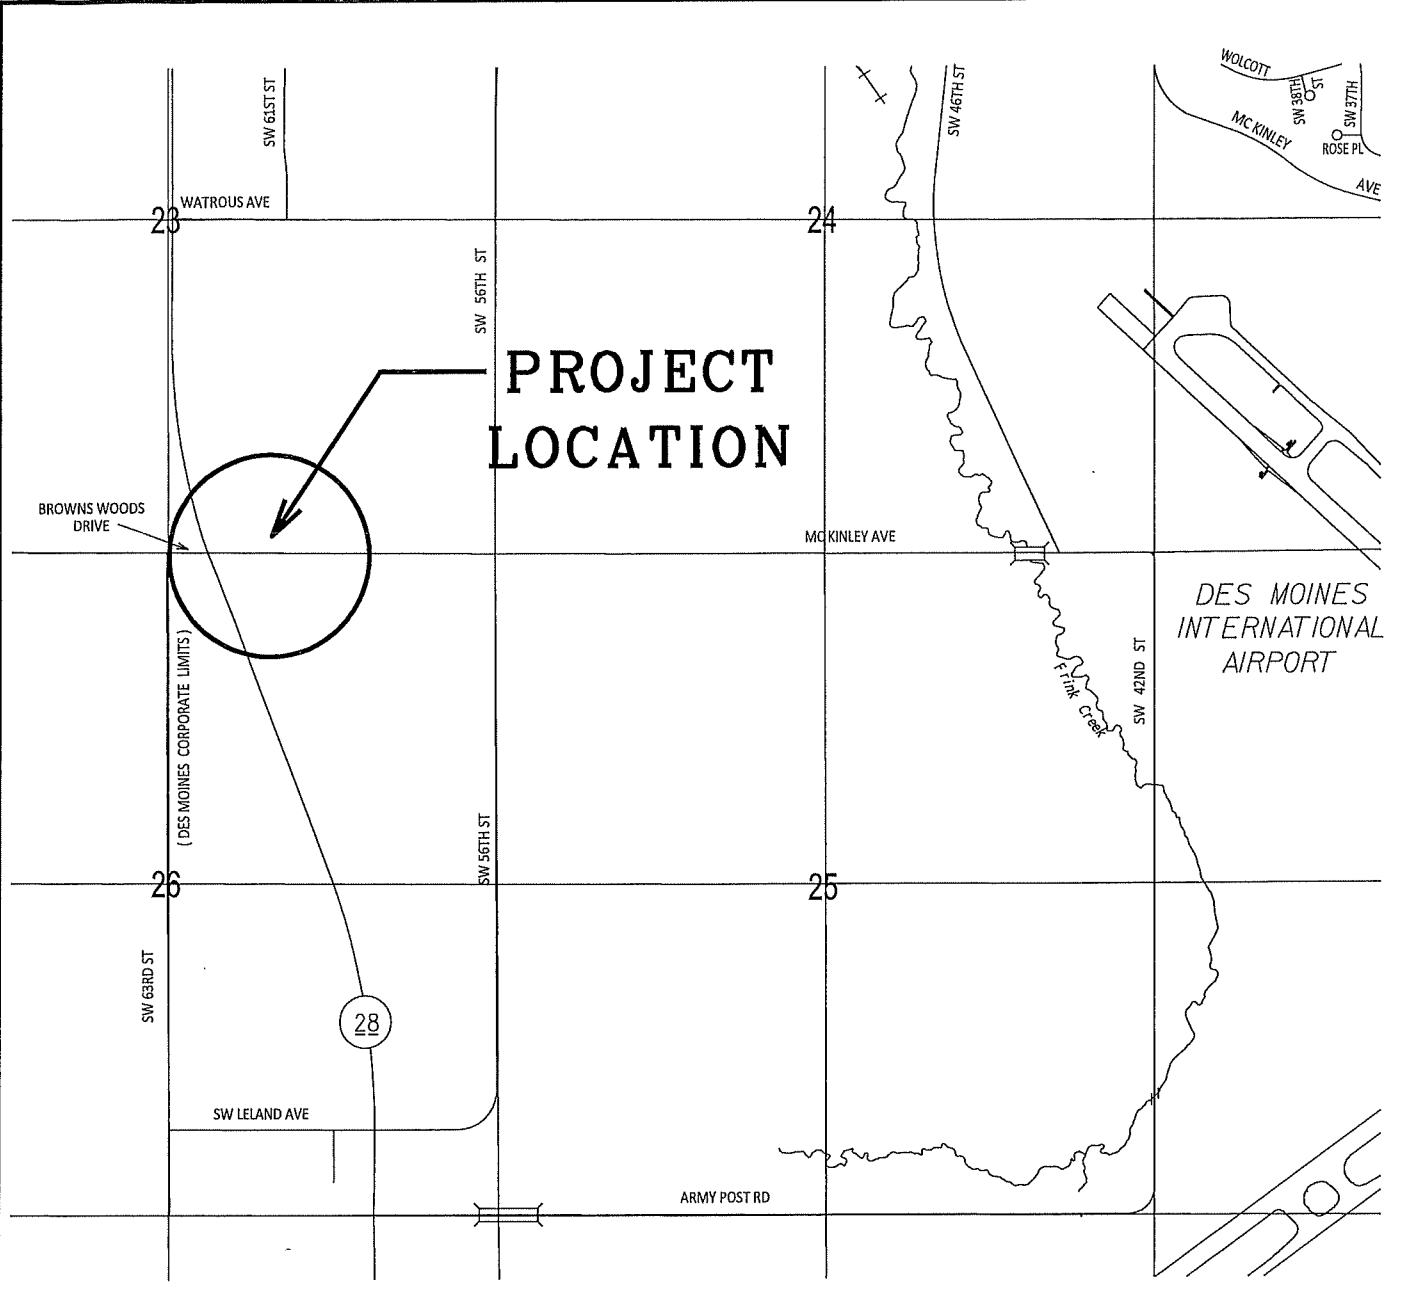 WOLCOTT
SW 38TH
ST
SW 37TH
SW 61ST ST
SW 46TH ST
MC KINLEY
ROSE PL
AVE
WATROUS AVE
23
24
SW 56TH ST
PROJECT
LOCATION
BROWNS WOODS
DRIVE
MC KINLEY AVE
DES MOINES
INTERNATIONAL
AIRPORT
( DES MOINES CORPORATE LIMITS )
Frink Creek
SW 42ND ST
SW 56TH ST
26
25
SW 63RD ST
28
SW LELAND AVE
ARMY POST RD